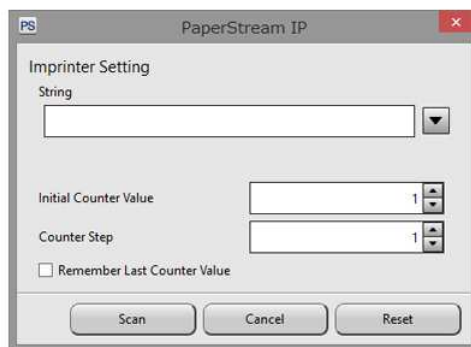 PS PaperStream IP
Imprinter Setting
String
Initial Counter Value 1
Counter Step 1
Remember Last Counter Value
Scan Cancel Reset